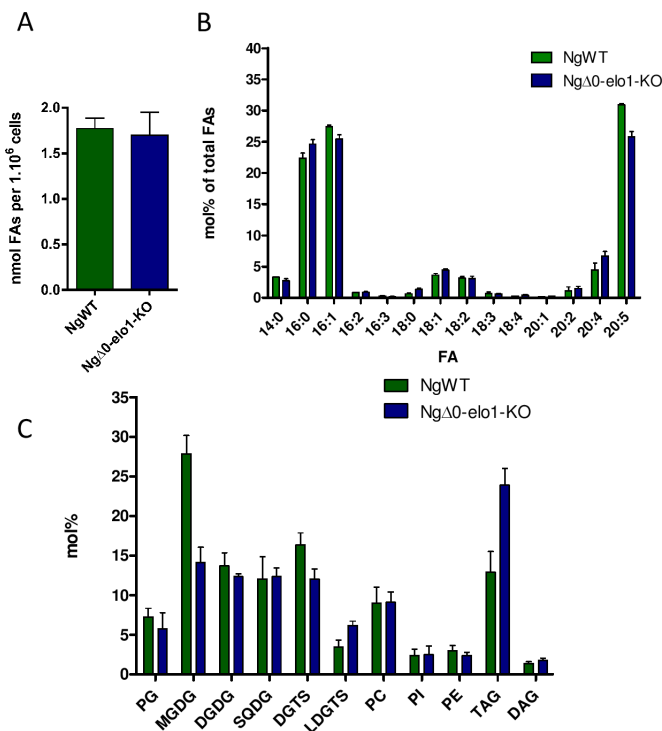 A
nmol FAs per 1.10⁶ cells
2.0
1.5
1.0
0.5
0.0
NgWT
NgΔ0-elo1-KO
B
NgWT
NgΔ0-elo1-KO
mol% of total FAs
40
35
30
25
20
15
10
5
0
14:0 16:0 16:1 16:2 16:3 18:0 18:1 18:2 18:3 18:4 20:1 20:2 20:4 20:5
FA
NgWT
NgΔ0-elo1-KO
C
mol%
35%
30
25
20
15
10
5
0
PG MGDG DGDG SQDG DGTS LDGTS PC PI PE TAG DAG